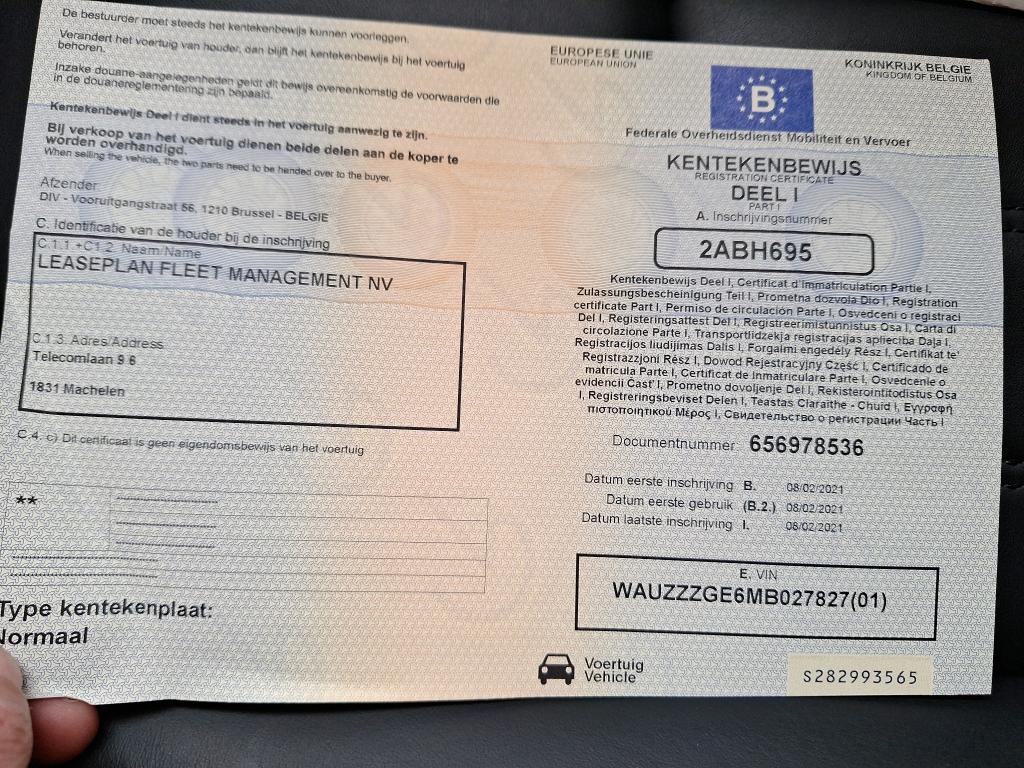 De bestuurder moet steeds het kentekenbewijs kunnen voorleggen.
Verandert het voertuig van houder, dan blijft het kentekenbewijs bij het voertuig
behoren.
Inzake douane-aangelegenheden geldt dit bewijs overeenkomstig de voorwaarden die
in de douanereglementering zijn bepaald.
Kentekenbewijs Deel I dient steeds in het voertuig aanwezig te zijn.
Bij verkoop van het voertuig dienen beide delen aan de koper te
worden overhandigd.
When selling the vehicle, the two parts need to be handed over to the buyer.
Afzender
DIV - Vooruitgangstraat 56, 1210 Brussel - BELGIE
C. Identificatie van de houder bij de inschrijving
C.1.1 +C1.2. Naam/Name
LEASEPLAN FLEET MANAGEMENT NV
C.1.3. Adres/Address
Telecomlaan 9 6
1831 Machelen
C.4. c) Dit certificaat is geen eigendomsbewijs van het voertuig
**
Type kentekenplaat:
Normaal
EUROPESE UNIE
EUROPEAN UNION
KONINKRIJK BELGIE
KINGDOM OF BELGIUM
B
Federale Overheidsdienst Mobiliteit en Vervoer
KENTEKENBEWIJS
REGISTRATION CERTIFICATE
DEEL I
PART I
A. Inschrijvingsnummer
2ABH695
Kentekenbewijs Deel I, Certificat d'Immatriculation Partie I,
Zulassungsbescheinigung Teil I, Prometna dozvola Dio I, Registration
certificate Part I, Permiso de circulación Parte I, Osvedceni o registraci
Del I, Registeringsattest Del I, Registreerimistunnistus Osa I, Carta di
circolazione Parte I, Transportlidzekja registracijas aplieciba Daļa I,
Registracijos liudijimas Dalis I, Forgalmi engedély Rész I, Certifikat te'
Registrazzjoni Rész I, Dowod Rejestracyjny Część I, Certificado de
matricula Parte I, Certificat de Inmatriculare Parte I, Osvedcenie o
evidencii Časť I, Prometno dovoljenje Del I, Rekisterointitodistus Osa
I, Registreringsbeviset Delen I, Teastas Claraithe - Chuid I, Εγγραφή
πιστοποιητικού Μέρος I, Свидетельство о регистрации Часть I
Documentnummer 656978536
Datum eerste inschrijving B. 08/02/2021
Datum eerste gebruik (B.2.) 08/02/2021
Datum laatste inschrijving I. 08/02/2021
E. VIN
WAUZZZGE6MB027827(01)
Voertuig
Vehicle
S282993565